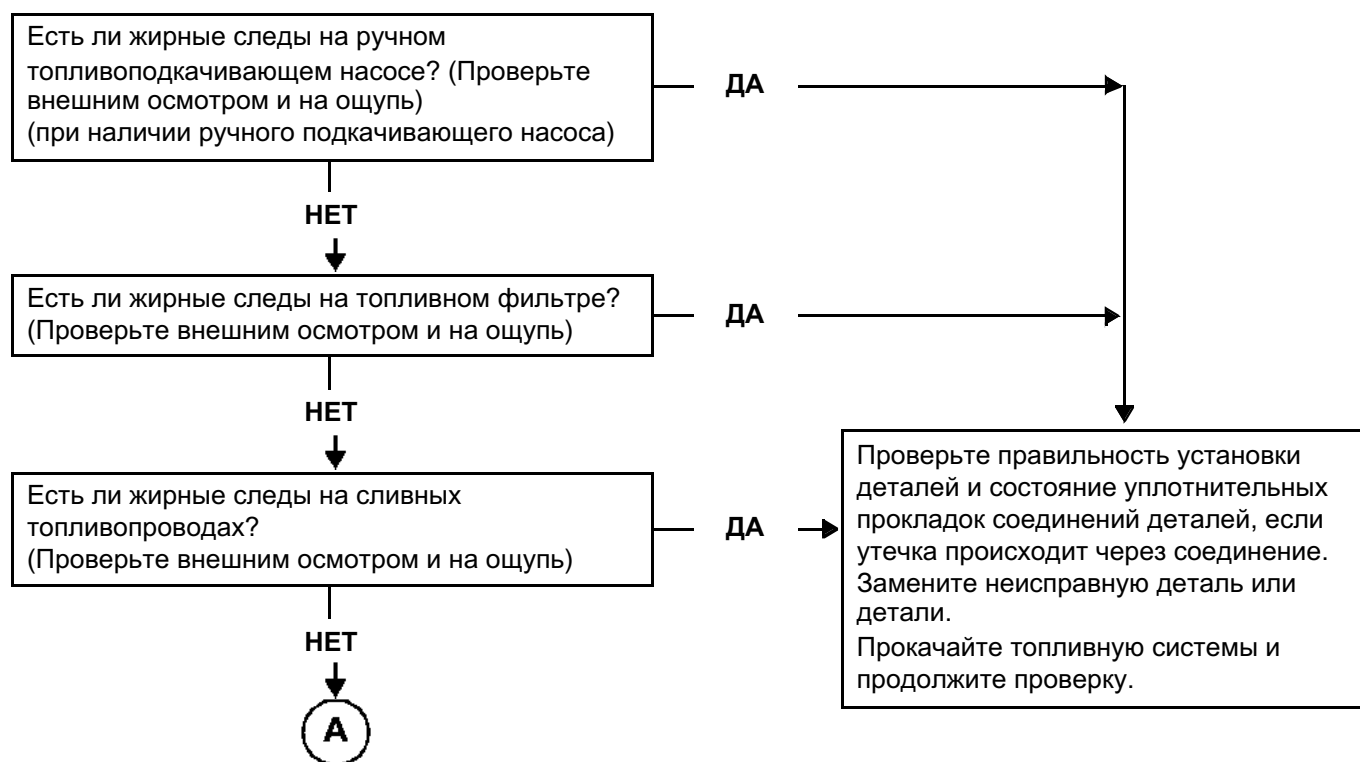 Есть ли жирные следы на ручном
топливоподкачивающем насосе? (Проверьте
внешним осмотром и на ощупь)
(при наличии ручного подкачивающего насоса)
ДА
НЕТ
Есть ли жирные следы на топливном фильтре?
(Проверьте внешним осмотром и на ощупь)
ДА
НЕТ
Есть ли жирные следы на сливных
топливопроводах?
(Проверьте внешним осмотром и на ощупь)
ДА
Проверьте правильность установки
деталей и состояние уплотнительных
прокладок соединений деталей, если
утечка происходит через соединение.
Замените неисправную деталь или
детали.
Прокачайте топливную системы и
продолжите проверку.
НЕТ
А